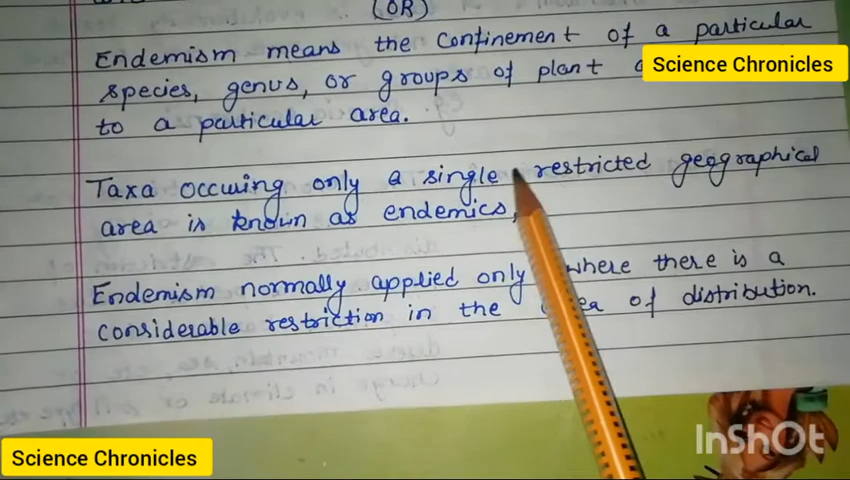 (OR)
Endemism means the confinement of a particular
species, genus, or groups of plant
Science Chronicles
to a particular area.
Taxa occuring only a single restricted geographical
area is known as endemics,
Endemism normally applied only where there is a
considerable restriction in the area of distribution.
InShOt
Science Chronicles